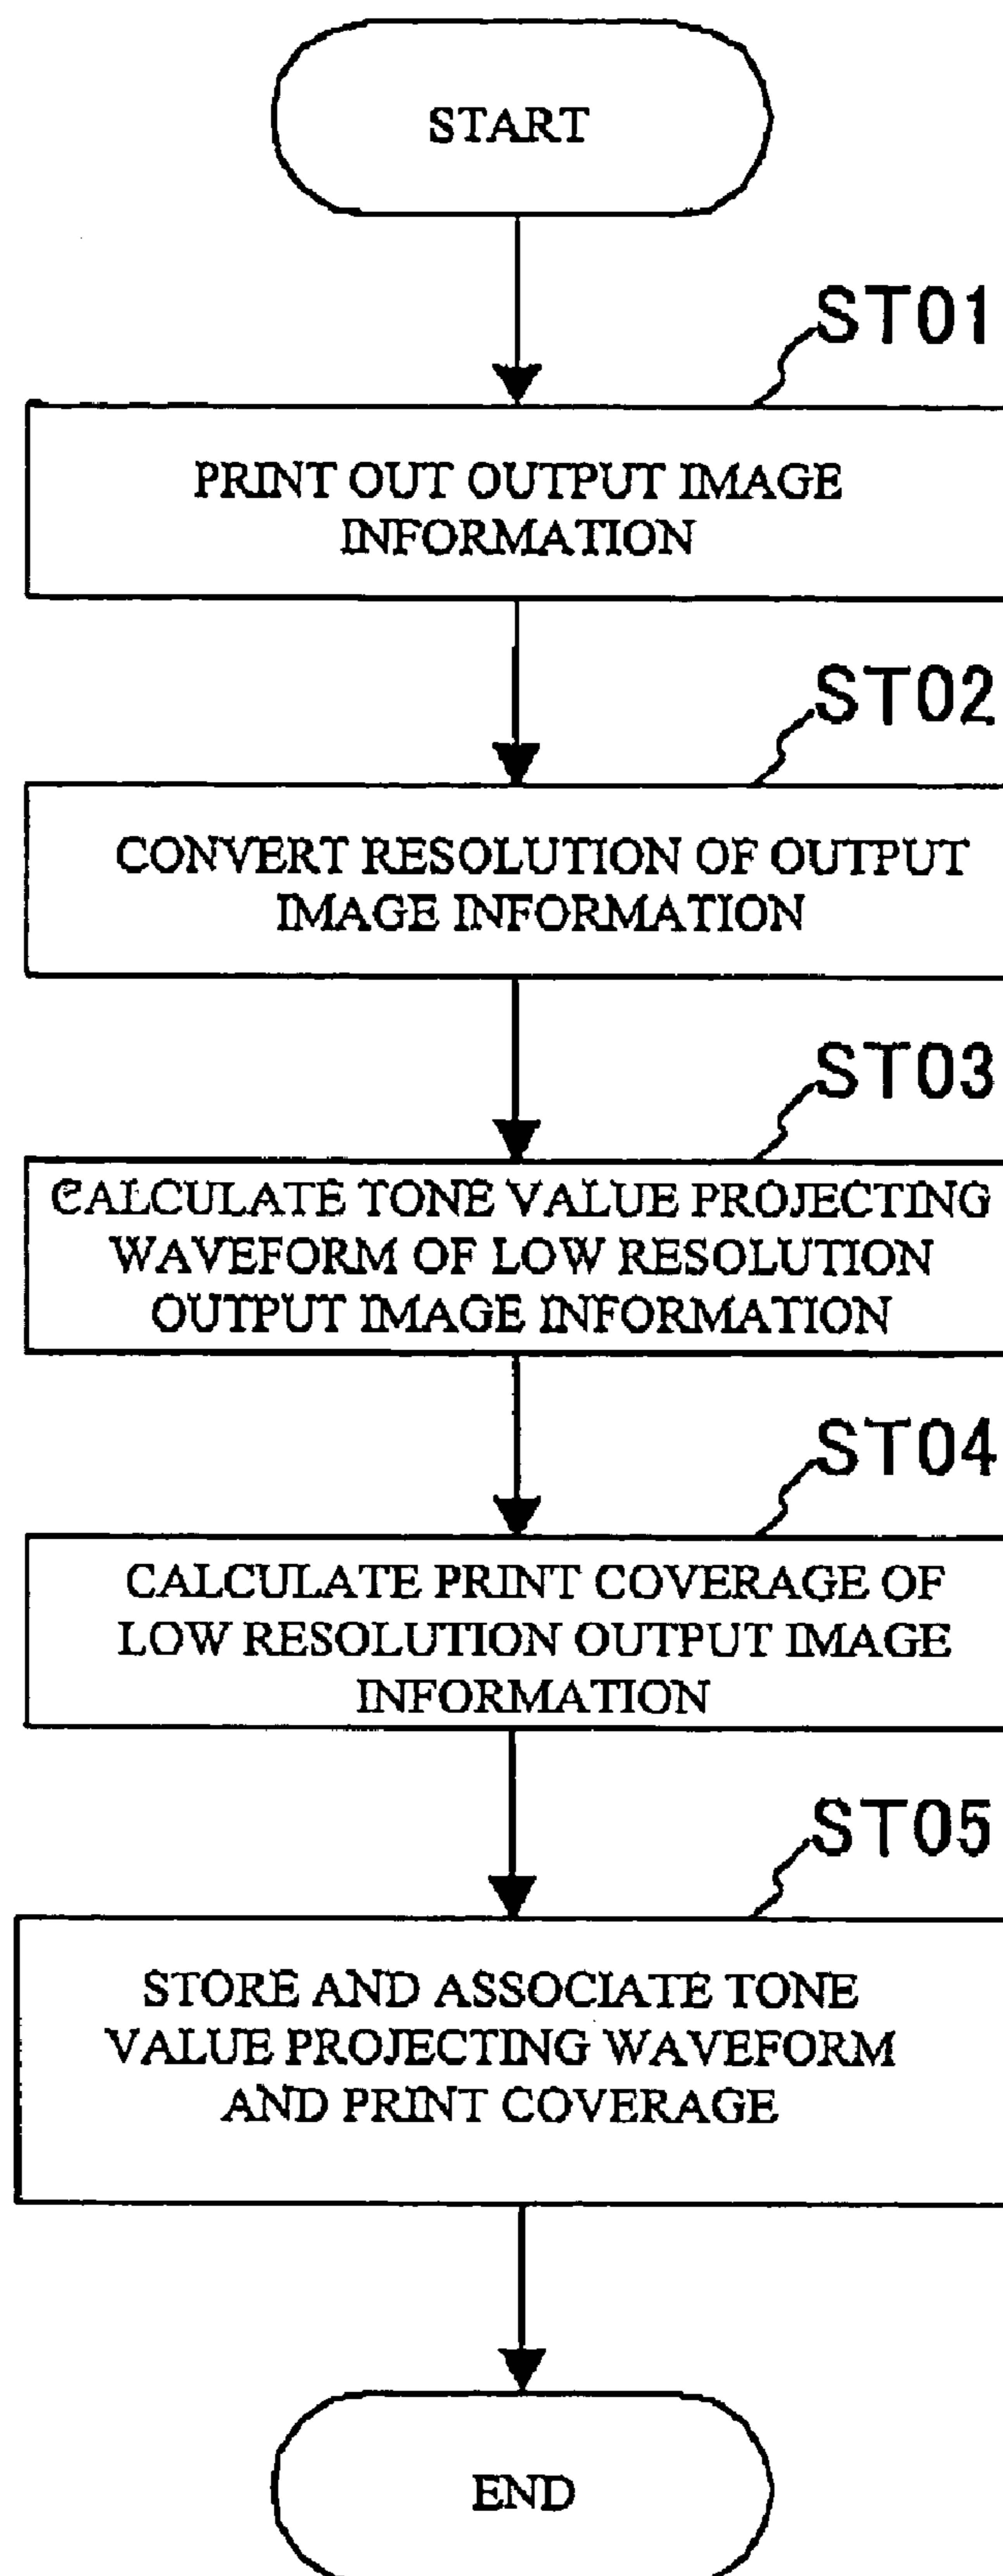 START
ST01
PRINT OUT OUTPUT IMAGE
INFORMATION
ST02
CONVERT RESOLUTION OF OUTPUT
IMAGE INFORMATION
ST03
CALCULATE TONE VALUE PROJECTING
WAVEFORM OF LOW RESOLUTION
OUTPUT IMAGE INFORMATION
ST04
CALCULATE PRINT COVERAGE OF
LOW RESOLUTION OUTPUT IMAGE
INFORMATION
ST05
STORE AND ASSOCIATE TONE
VALUE PROJECTING WAVEFORM
AND PRINT COVERAGE
END